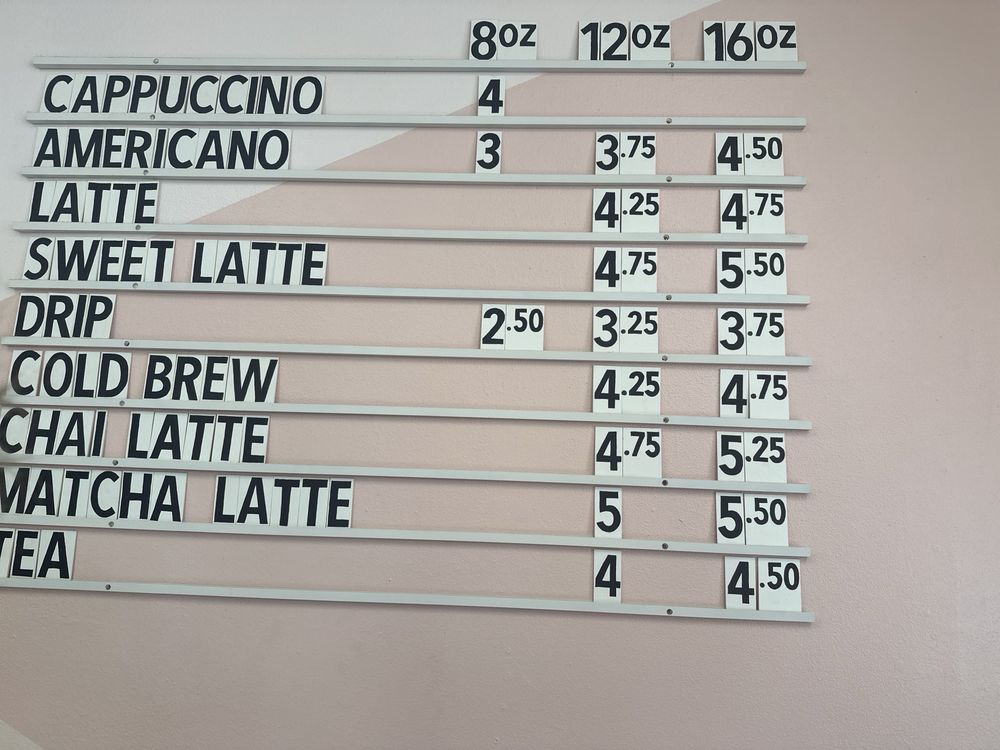 8OZ 12OZ 16OZ
CAPPUCCINO 4
AMERICANO 3 3.75 4.50
LATTE 4.25 4.75
SWEET LATTE 4.75 5.50
DRIP 2.50 3.25 3.75
COLD BREW 4.25 4.75
CHAI LATTE 4.75 5.25
MATCHA LATTE 5 5.50
TEA 4 4.50